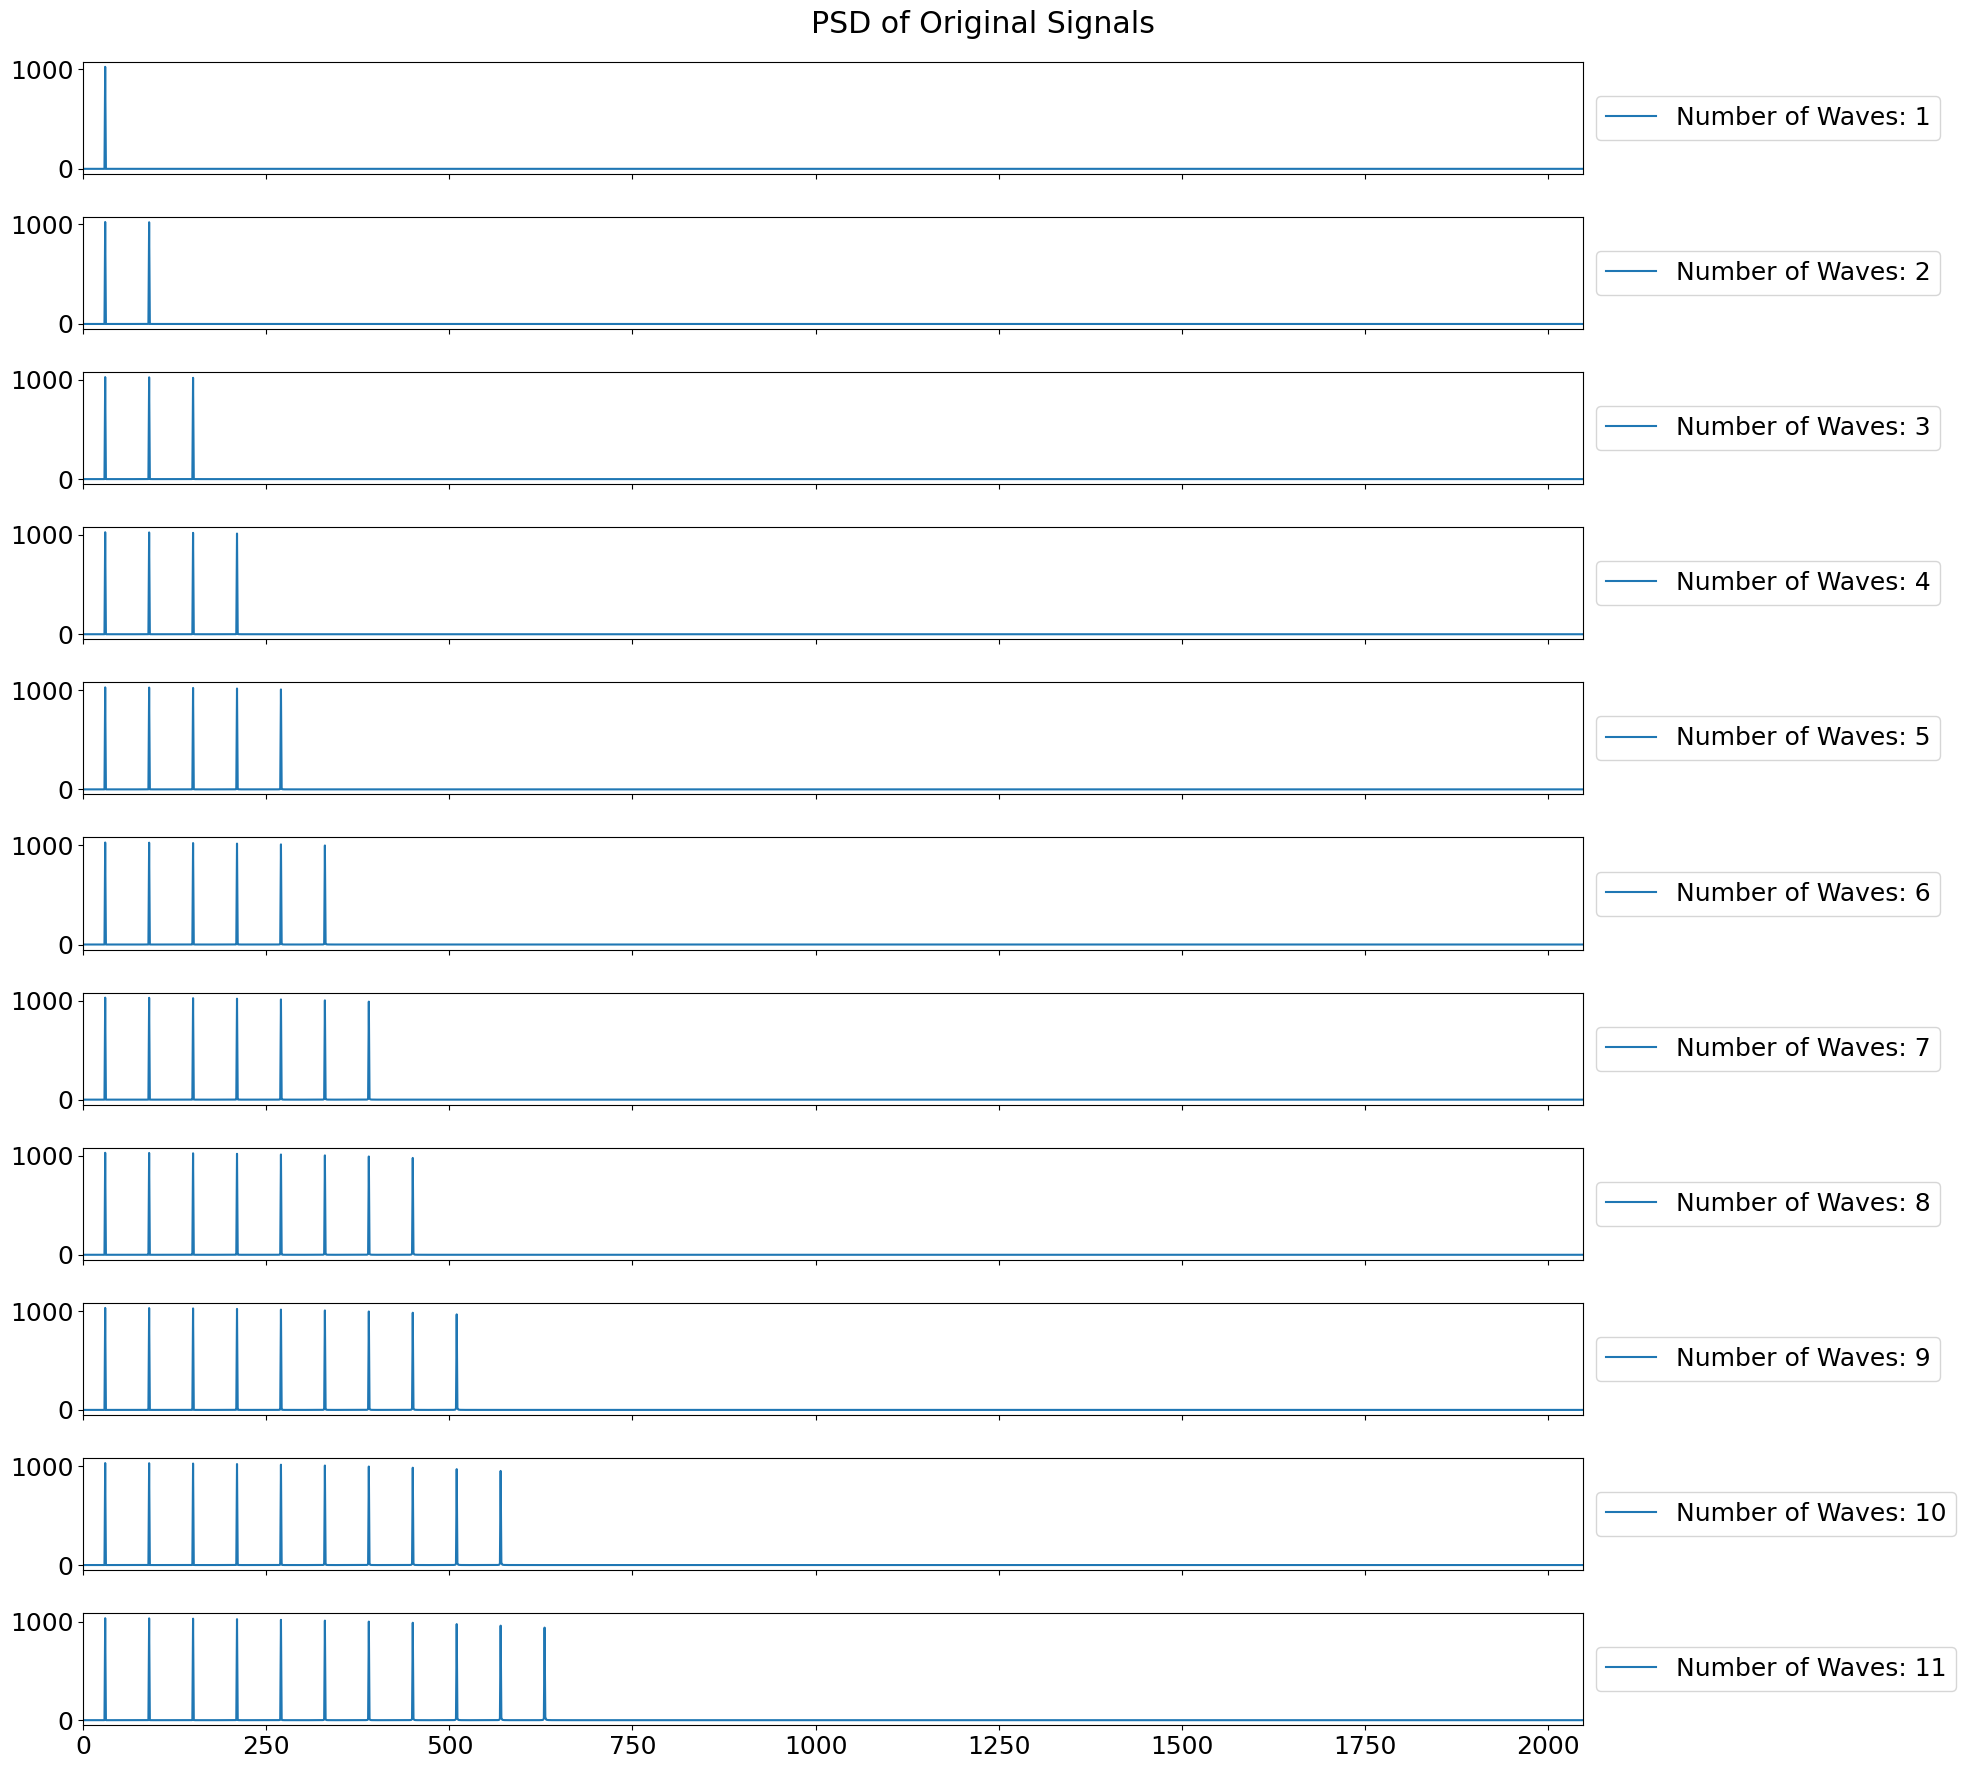 PSD of Original Signals
1000
0
Number of Waves: 1
1000
0
Number of Waves: 2
1000
0
Number of Waves: 3
1000
0
Number of Waves: 4
1000
0
Number of Waves: 5
1000
0
Number of Waves: 6
1000
0
Number of Waves: 7
1000
0
Number of Waves: 8
1000
0
Number of Waves: 9
1000
0
Number of Waves: 10
1000
0
Number of Waves: 11
0 250 500 750 1000 1250 1500 1750 2000